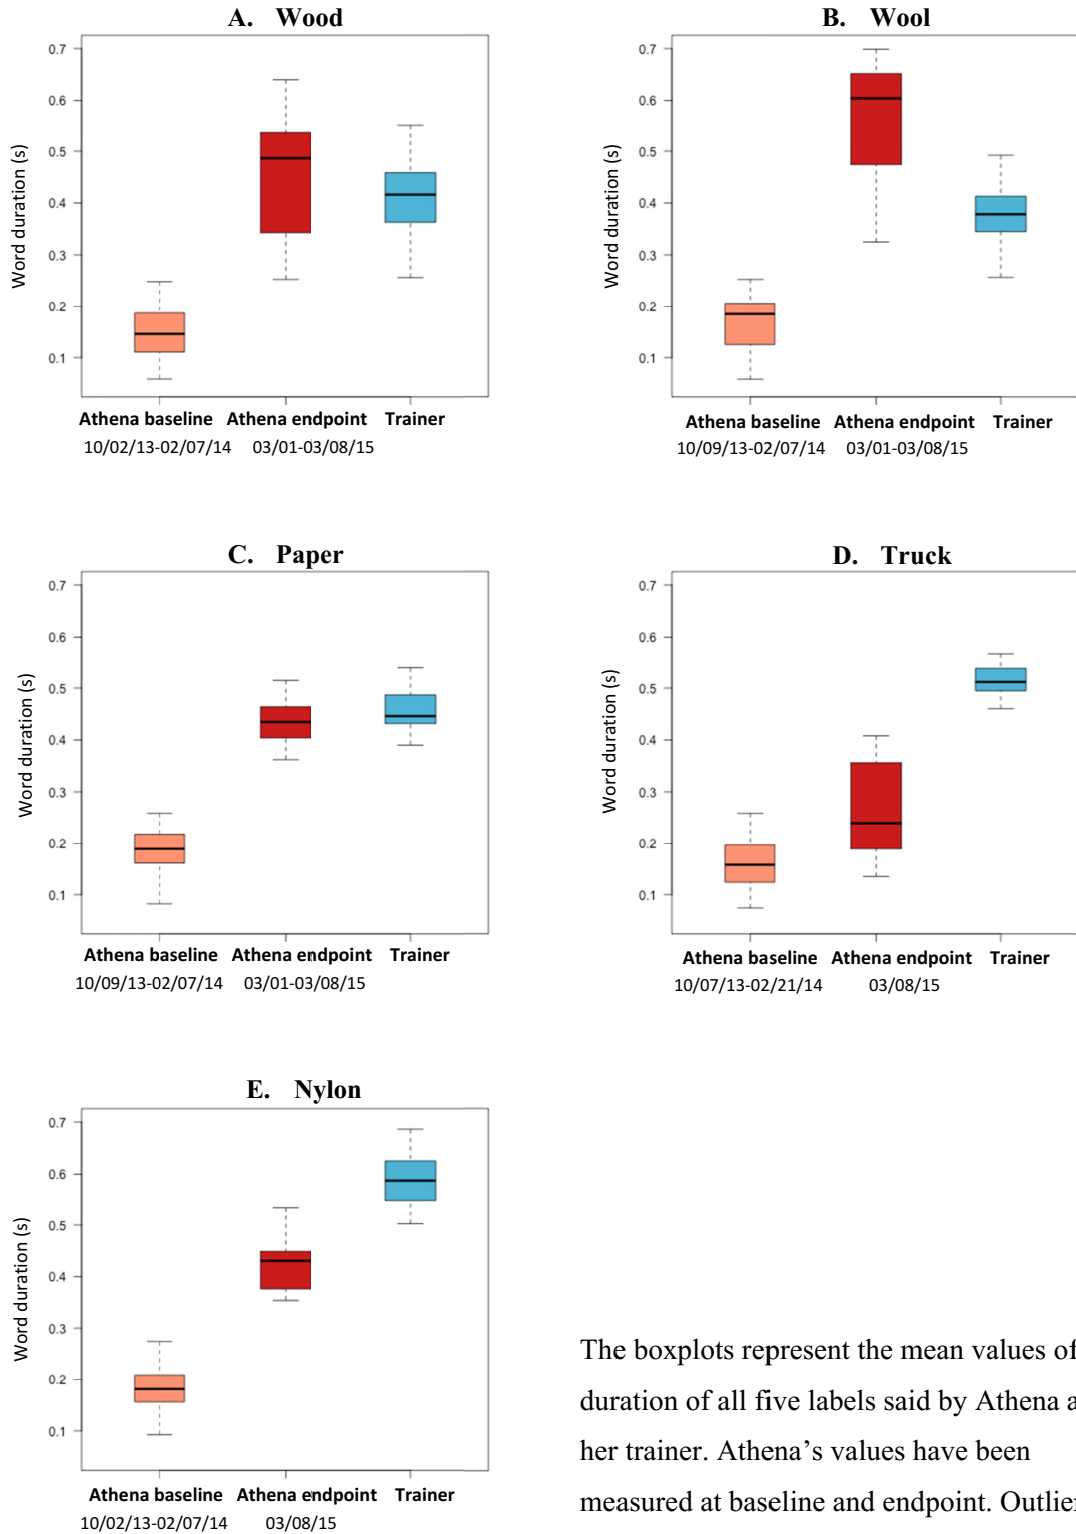 A. Wood
0.7
0.6
0.5
0.4
0.3
0.2
0.1
Word duration (s)
Athena baseline Athena endpoint Trainer
10/02/13-02/07/14 03/01-03/08/15
B. Wool
0.7
0.6
0.5
0.4
0.3
0.2
0.1
Word duration (s)
Athena baseline Athena endpoint Trainer
10/09/13-02/07/14 03/01-03/08/15
C. Paper
0.7
0.6
0.5
0.4
0.3
0.2
0.1
Word duration (s)
Athena baseline Athena endpoint Trainer
10/09/13-02/07/14 03/01-03/08/15
D. Truck
0.7
0.6
0.5
0.4
0.3
0.2
0.1
Word duration (s)
Athena baseline Athena endpoint Trainer
10/07/13-02/21/14 03/08/15
E. Nylon
0.7
0.6
0.5
0.4
0.3
0.2
0.1
Word duration (s)
Athena baseline Athena endpoint Trainer
10/02/13-02/07/14 03/08/15
The boxplots represent the mean values of
duration of all five labels said by Athena a
her trainer. Athena's values have been
measured at baseline and endpoint. Outlier